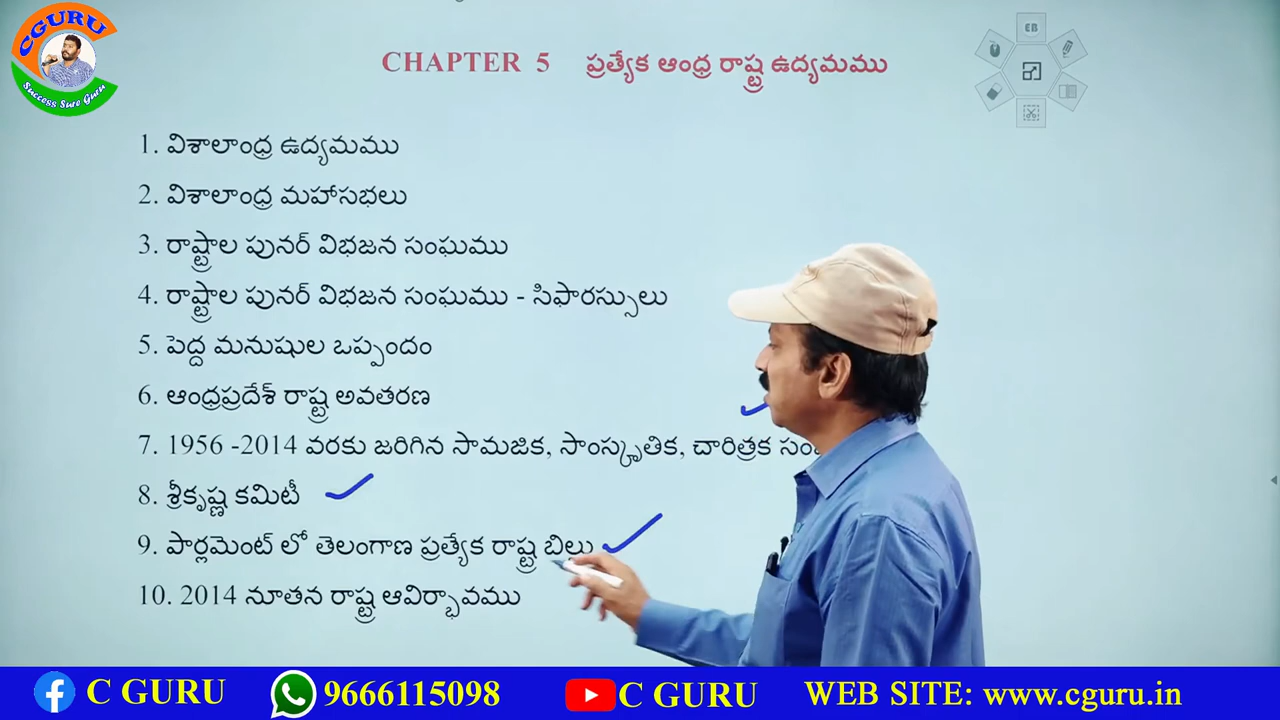 CGURU
Success Sure Guru
CHAPTER 5 ప్రత్యేక ఆంధ్ర రాష్ట్ర ఉద్యమము
1. విశాలాంధ్ర ఉద్యమము
2. విశాలాంధ్ర మహాసభలు
3. రాష్ట్రాల పునర్ విభజన సంఘము
4. రాష్ట్రాల పునర్ విభజన సంఘము - సిఫారస్సులు
5. పెద్ద మనుషుల ఒప్పందం
6. ఆంధ్రప్రదేశ్ రాష్ట్ర అవతరణ
7. 1956 -2014 వరకు జరిగిన సామజిక, సాంస్కృతిక, చారిత్రక
8. శ్రీకృష్ణ కమిటీ
9. పార్లమెంట్ లో తెలంగాణ ప్రత్యేక రాష్ట్ర బిల్లు
10. 2014 నూతన రాష్ట్ర ఆవిర్భావము
C GURU 9666115098 C GURU WEB SITE: www.cguru.in